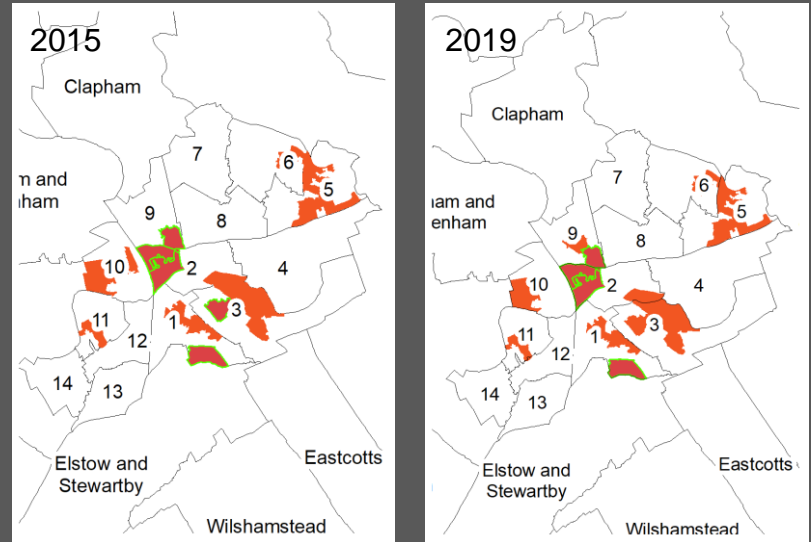 2015
Clapham
m and
ham
7
6
5
9
8
10
2
4
3
1
11
12
14
13
Elstow and
Stewartby
Eastcotts
Wilshamstead
2019
Clapham
am and
enham
7
6
5
9
8
10
2
4
3
1
11
12
14
13
Elstow and
Stewartby
Eastcotts
Wilshamstead